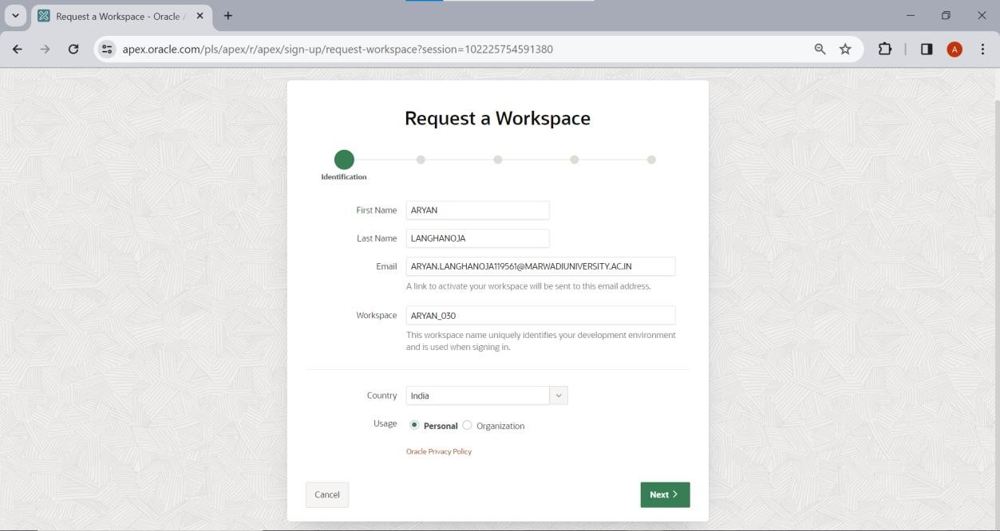 Request a Workspace - Oracle A
apex.oracle.com/pls/apex/r/apex/sign-up/request-workspace?session=102225754591380
A
Request a Workspace
Identification
First Name ARYAN
Last Name LANGHANOJA
Email ARYAN.LANGHANOJA119561@MARWADIUNIVERSITY.AC.IN
A link to activate your workspace will be sent to this email address.
Workspace ARYAN_030
This workspace name uniquely identifies your development environment
and is used when signing in.
Country India
Usage Personal Organization
Oracle Privacy Policy
Cancel Next